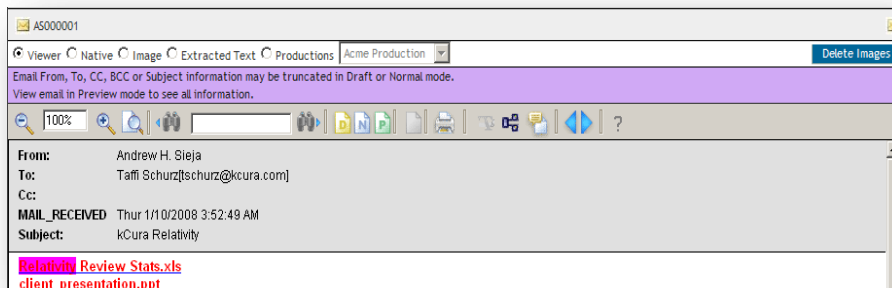 AS000001
Viewer Native Image Extracted Text Productions Acme Production Delete Images
Email From, To, CC, BCC or Subject information may be truncated in Draft or Normal mode.
View email in Preview mode to see all information.
100% D N P ?
From: Andrew H. Sieja
To: Taffi Schurz[tschurz@kcura.com]
Cc:
MAIL_RECEIVED Thur 1/10/2008 3:52:49 AM
Subject: kCura Relativity
Relativity Review Stats.xls
client_presentation.ppt